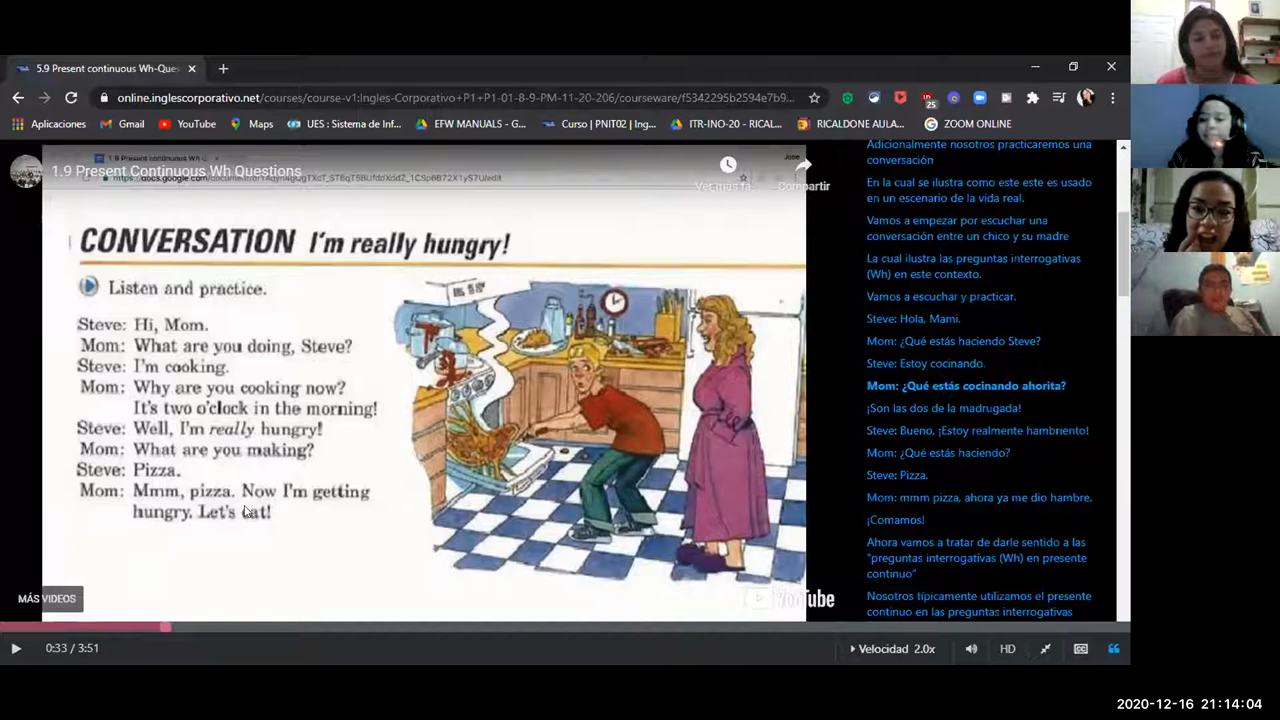 5.9 Present continuous Wh-Ques
online.inglescorporativo.net/courses/course-v1:Ingles-Corporativo+P1+P1-01-8-9-PM-11-20-206/courseware/f5342295b2594e7b9...
Aplicaciones
Gmail
YouTube
Maps
UES : Sistema de Inf...
EFW MANUALS - S...
Curso | PNIT02 | Ing...
ITR-INO-20 - RICAL...
RICALDONE AULA...
ZOOM ONLINE
25
1.9 Present Continuous Wh Questions
Compartir
CONVERSATION I'm really hungry!
Listen and practice.
Steve: Hi, Mom.
Mom: What are you doing, Steve?
Steve: I'm cooking.
Mom: Why are you cooking now?
It's two o'clock in the morning!
Steve: Well, I'm really hungry!
Mom: What are you making?
Steve: Pizza.
Mom: Mmm, pizza. Now I'm getting
hungry. Let's eat!
MÁS VIDEOS
YouTube
0:33 / 3:51
Velocidad 2.0x
HD
Adicionalmente nosotros practicaremos una
conversación
En la cual se ilustra como este este es usado
en un escenario de la vida real.
Vamos a empezar por escuchar una
conversación entre un chico y su madre
La cual ilustra las preguntas interrogativas
(Wh) en este contexto.
Vamos a escuchar y practicar.
Steve: Hola, Mami.
Mom: ¿Qué estás haciendo Steve?
Steve: Estoy cocinando.
Mom: ¿Qué estás cocinando ahorita?
¡Son las dos de la madrugada!
Steve: Bueno. ¡Estoy realmente hambriento!
Mom: ¿Qué estás haciendo?
Steve: Pizza.
Mom: mmm pizza, ahora ya me dio hambre.
¡Comamos!
Ahora vamos a tratar de darle sentido a las
"preguntas interrogativas (Wh) en presente
continuo"
Nosotros típicamente utilizamos el presente
continuo en las preguntas interrogativas
2020-12-16 21:14:04